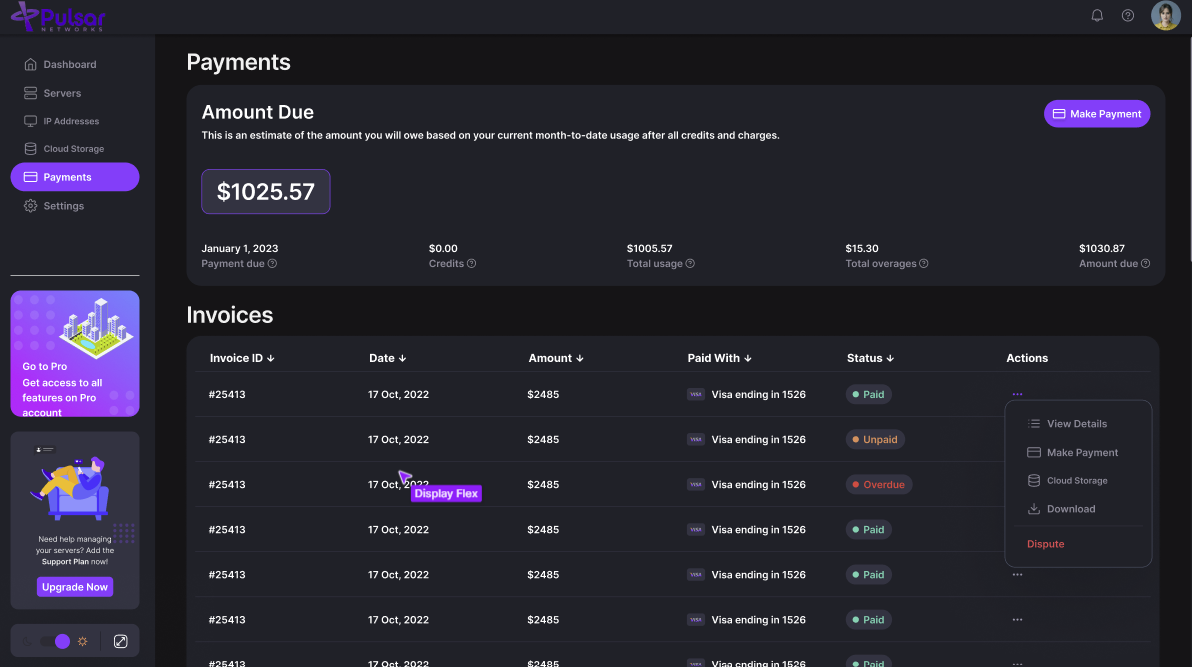 Pulsar
NETWORKS
Dashboard
Servers
IP Addresses
Cloud Storage
Payments
Settings
Go to Pro
Get access to all
features on Pro
account
Need help managing
your servers? Add the
Support Plan now!
Upgrade Now
Payments
Amount Due
Make Payment
This is an estimate of the amount you will owe based on your current month-to-date usage after all credits and charges.
$1025.57
January 1, 2023 $0.00 $1005.57 $15.30 $1030.87
Payment due Credits Total usage Total overages Amount due
Invoices
Invoice ID Date Amount Paid With Status Actions
#25413 17 Oct, 2022 $2485 VISA Visa ending in 1526 Paid
#25413 17 Oct, 2022 $2485 VISA Visa ending in 1526 Unpaid
#25413 17 Oct, 2022 $2485 VISA Visa ending in 1526 Overdue
Display Flex
#25413 17 Oct, 2022 $2485 VISA Visa ending in 1526 Paid
#25413 17 Oct, 2022 $2485 VISA Visa ending in 1526 Paid
#25413 17 Oct, 2022 $2485 VISA Visa ending in 1526 Paid
#25413 17 Oct, 2022 $2485 VISA Visa ending in 1526 Paid
View Details
Make Payment
Cloud Storage
Download
Dispute